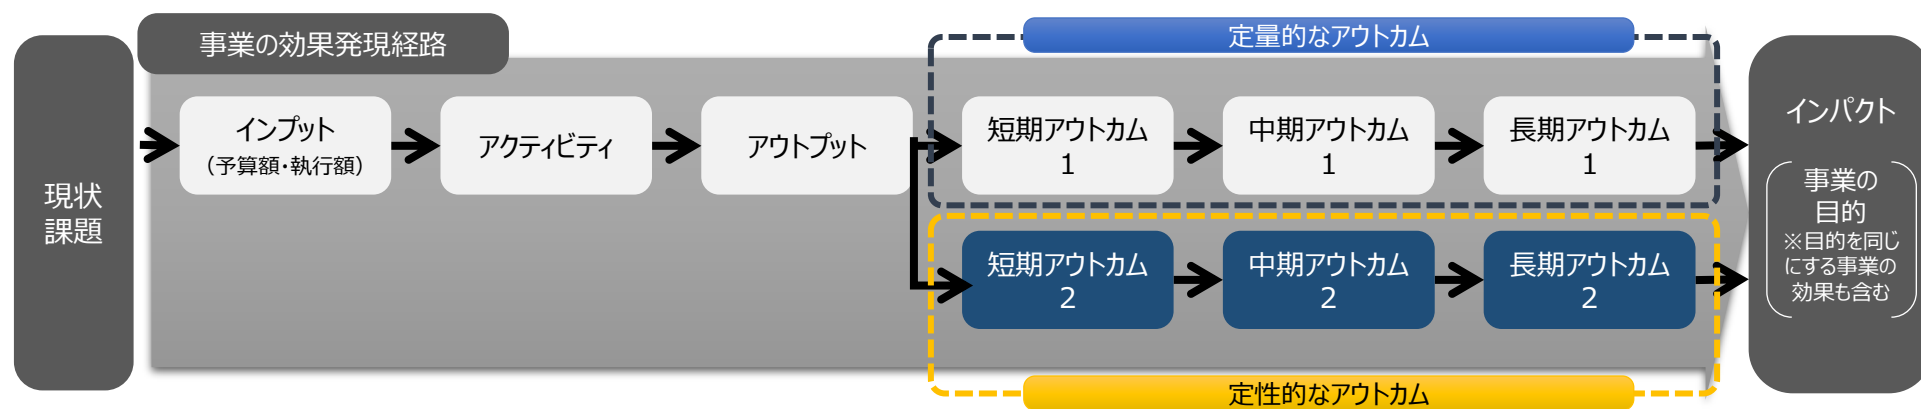 事業の効果発現経路
定量的なアウトカム
現状
課題
インプット
（予算額・執行額）
アクティビティ
アウトプット
短期アウトカム
1
中期アウトカム
1
長期アウトカム
1
短期アウトカム
2
中期アウトカム
2
長期アウトカム
2
定性的なアウトカム
インパクト
事業の
目的
※目的を同じ
にする事業の
効果も含む